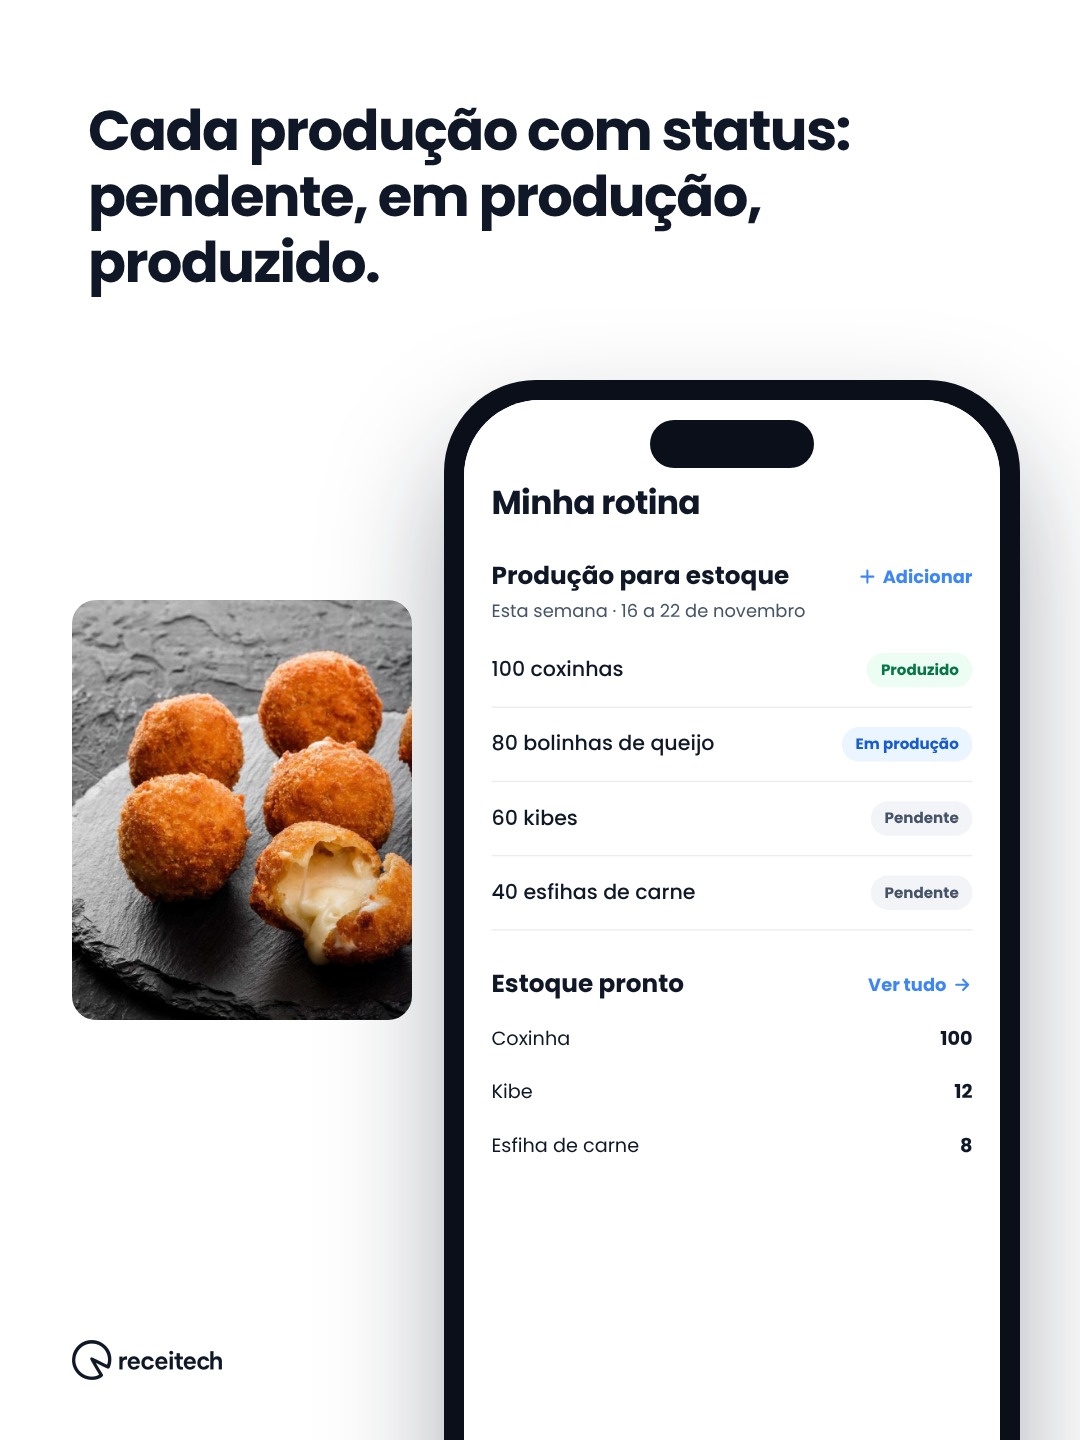 Cada produção com status:
pendente, em produção,
produzido.
Minha rotina
Produção para estoque
+ Adicionar
Esta semana · 16 a 22 de novembro
100 coxinhas
Produzido
80 bolinhas de queijo
Em produção
60 kibes
Pendente
40 esfihas de carne
Pendente
Estoque pronto
Ver tudo →
Coxinha
100
Kibe
12
Esfiha de carne
8
receitech